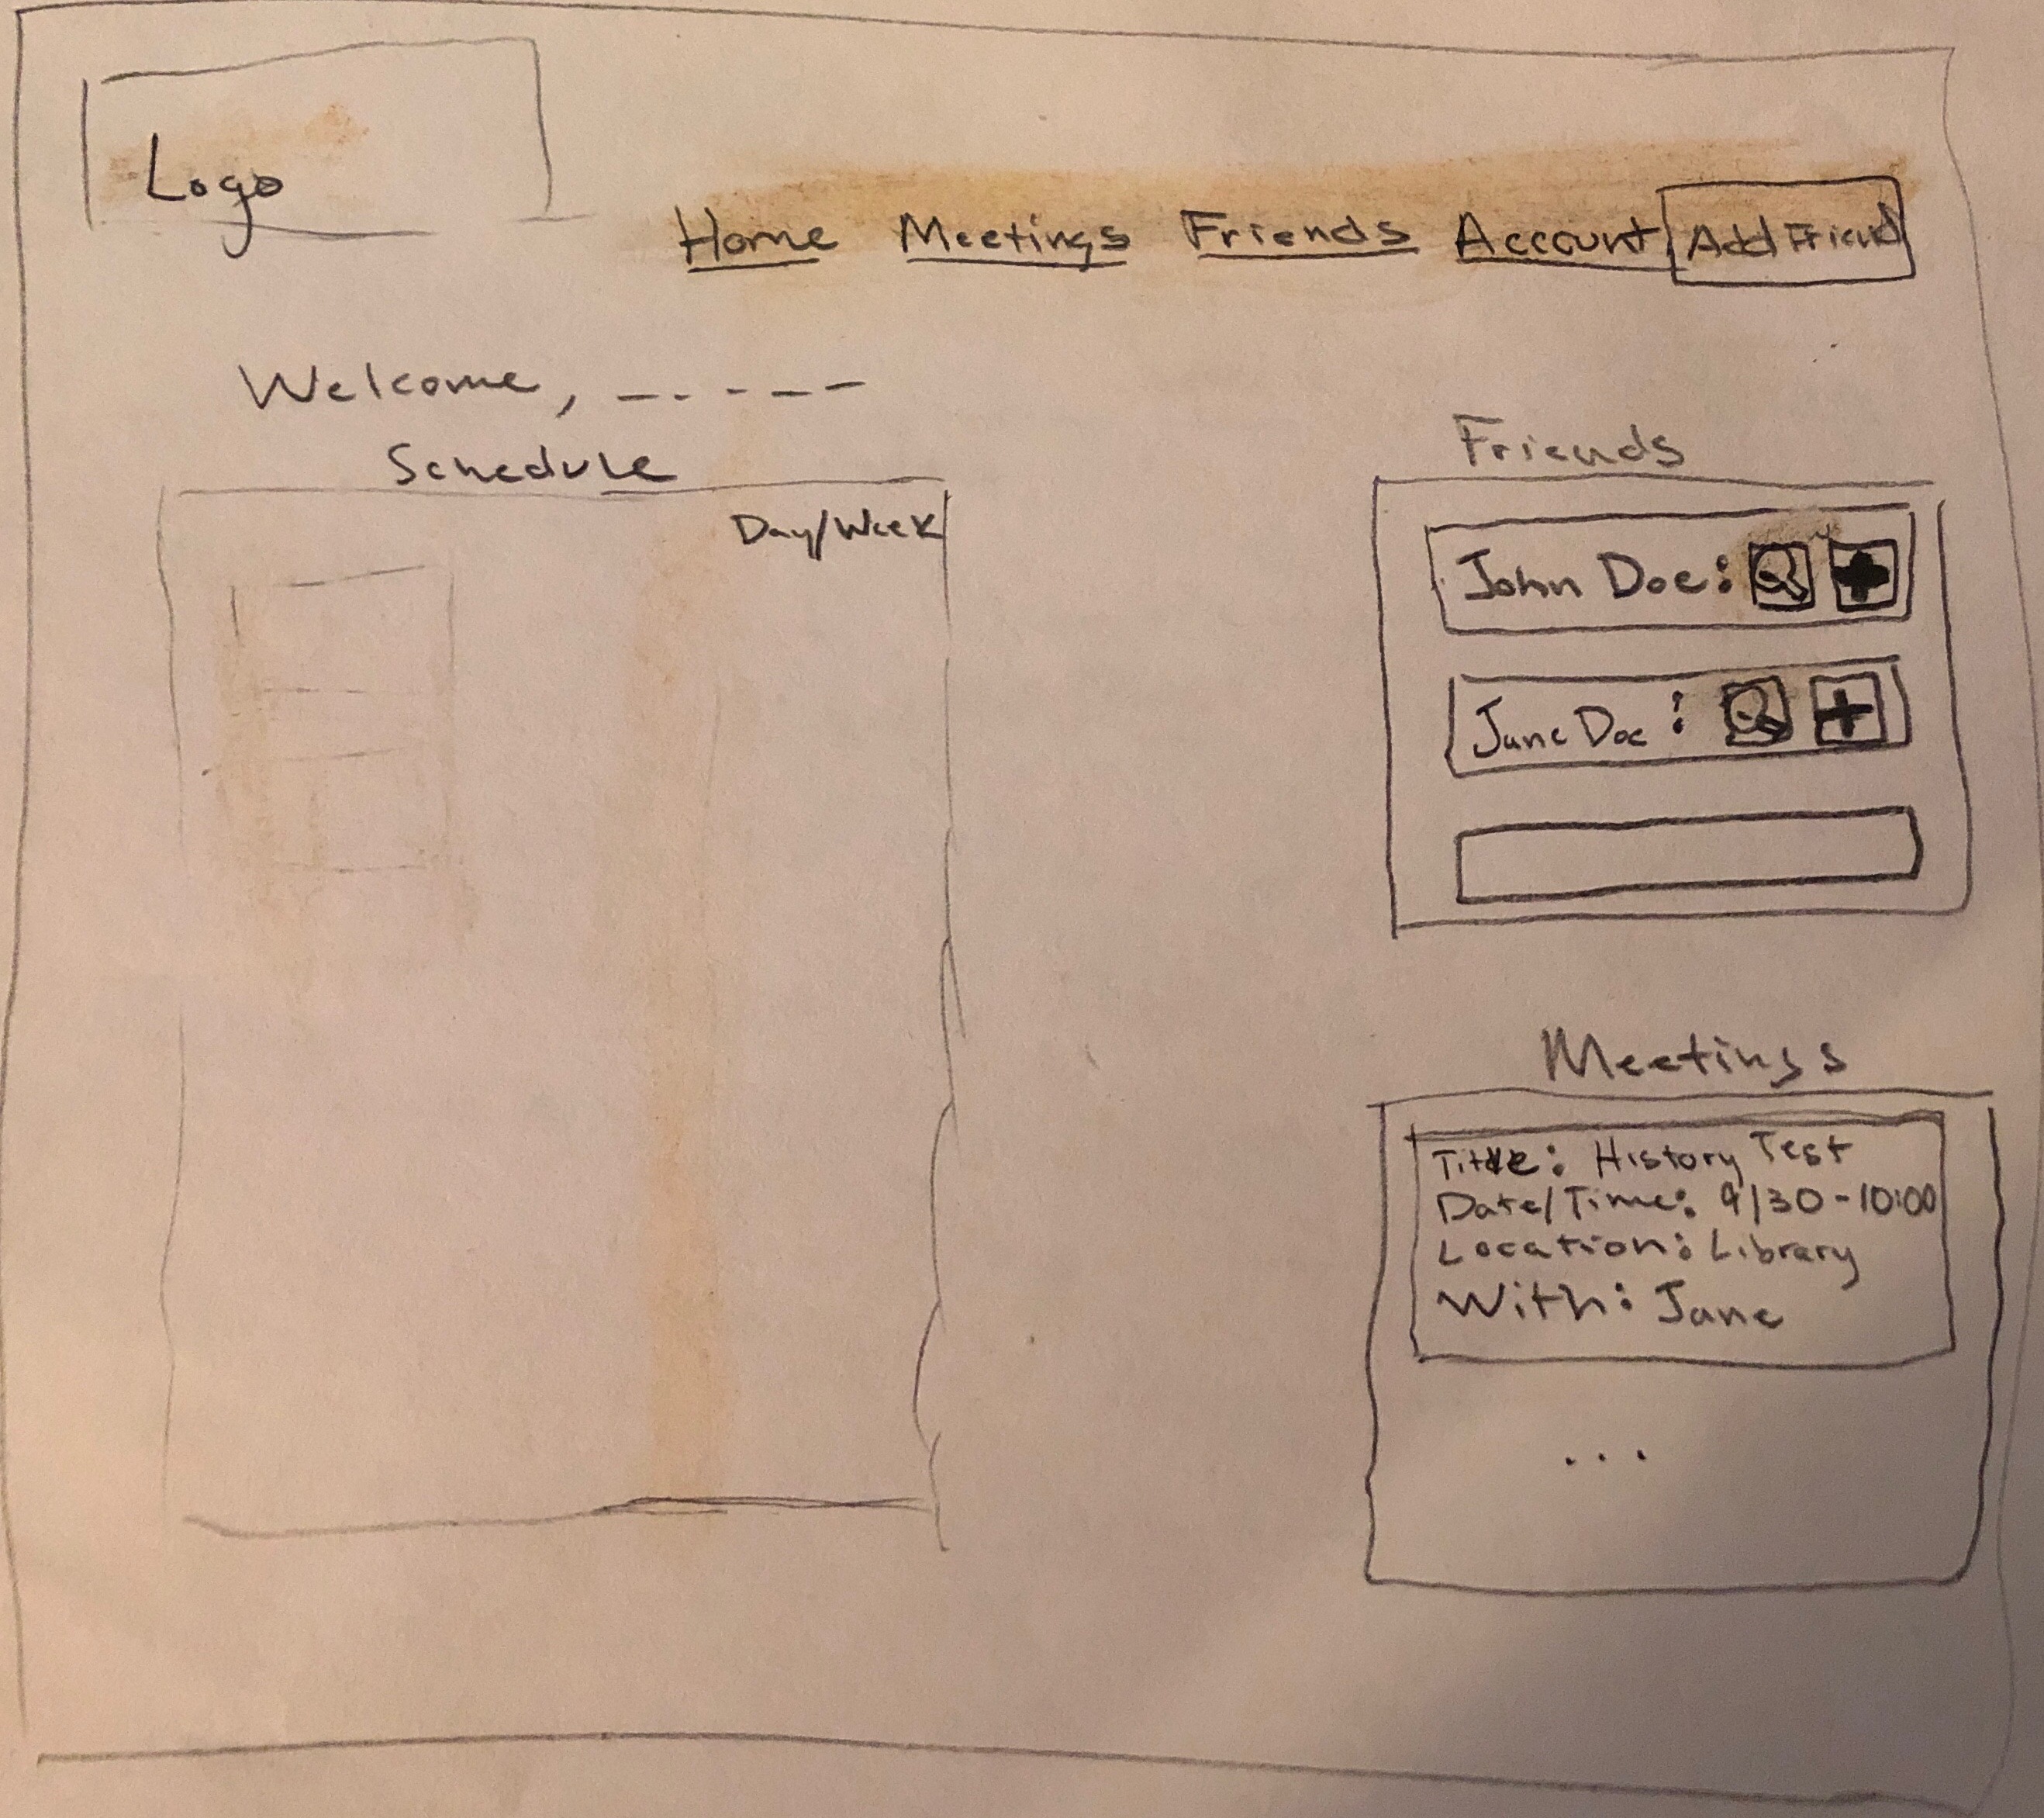 Logo
Home Meetings Friends Account Add Friend
Welcome, _ _ _ _ _
Schedule
Day/Week
Friends
John Doe:
Jane Doe:
Meetings
Title: History Test
Date/Time: 9/30-10:00
Location: Library
With: Jane
...